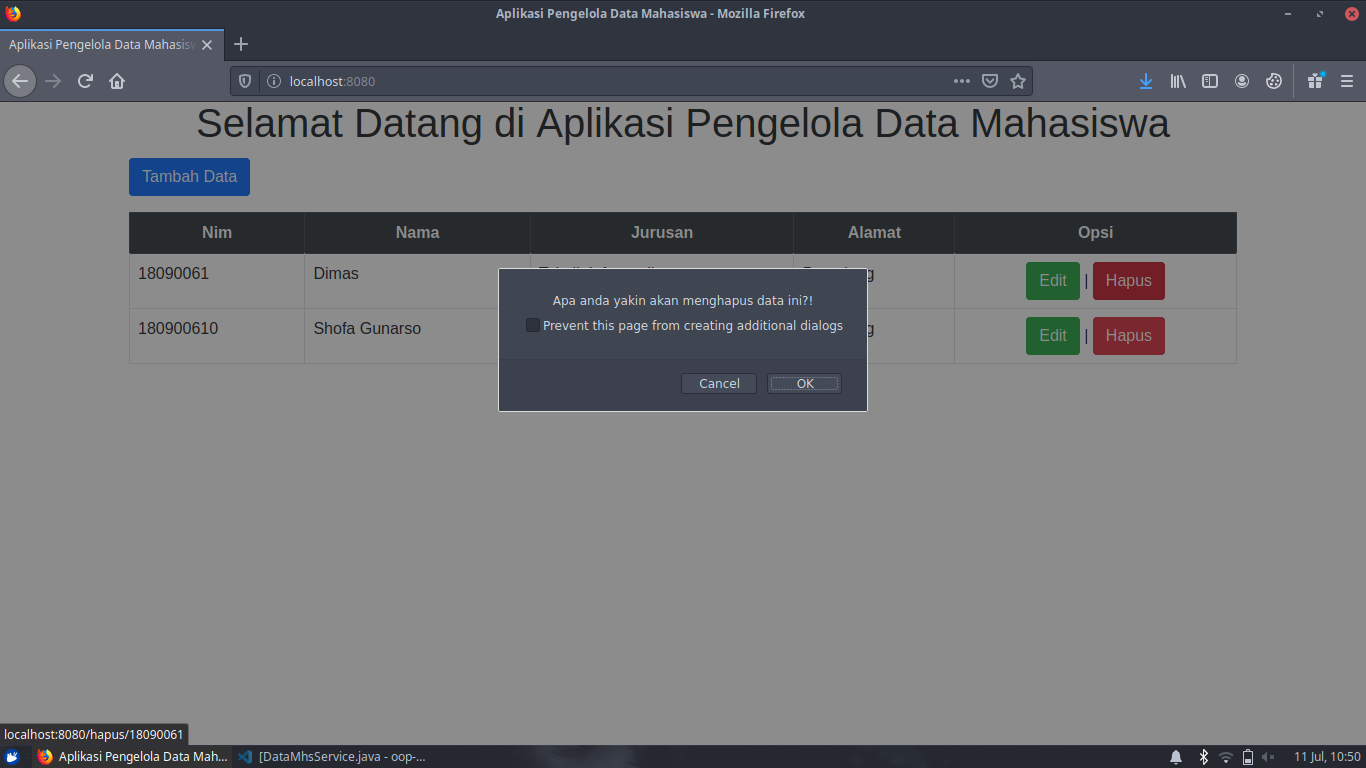 Aplikasi Pengelola Data Mahasiswa - Mozilla Firefox
Aplikasi Pengelola Data Mahasisw
localhost:8080
Selamat Datang di Aplikasi Pengelola Data Mahasiswa
Tambah Data
Nim Nama Jurusan Alamat Opsi
18090061 Dimas Edit | Hapus
180900610 Shofa Gunarso Edit | Hapus
Apa anda yakin akan menghapus data ini?!
Prevent this page from creating additional dialogs
Cancel OK
localhost:8080/hapus/18090061
Aplikasi Pengelola Data Mah... [DataMhsService.java - oop-... 11 Jul, 10:50